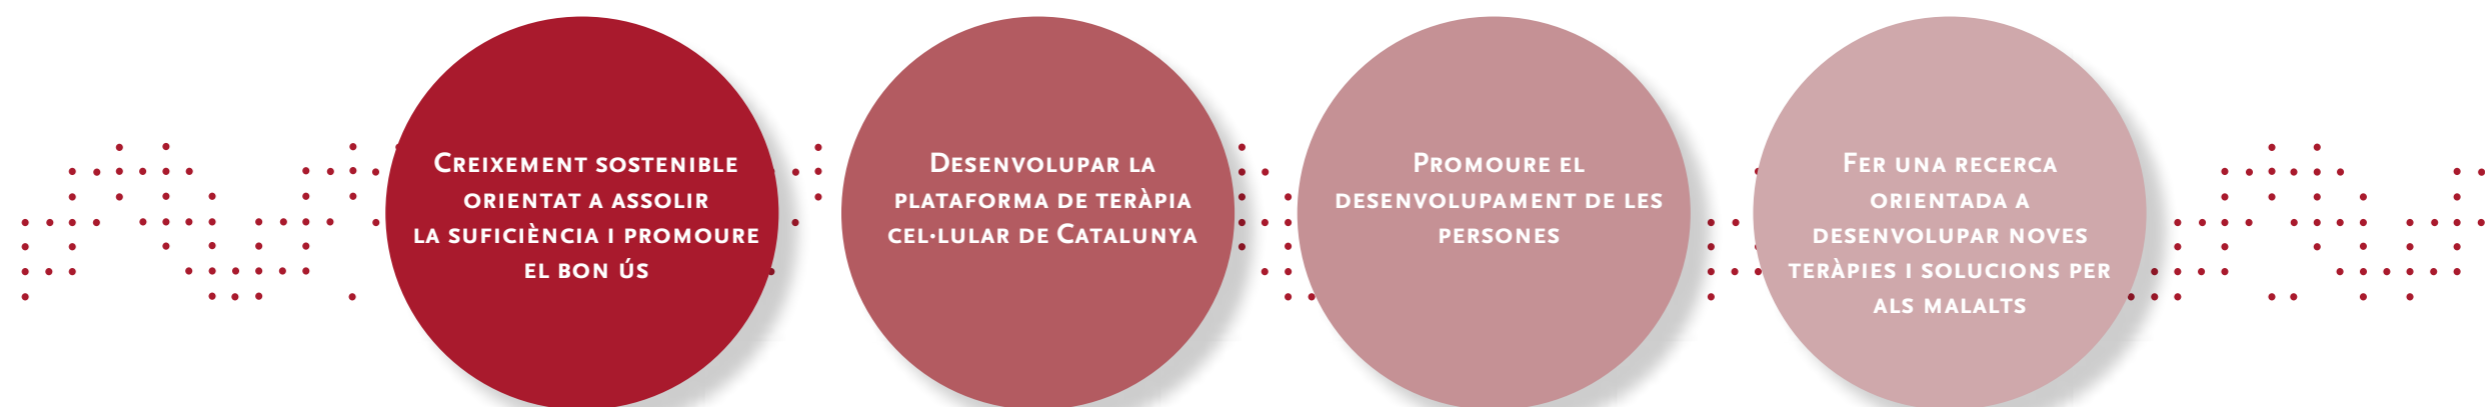 Creixement sostenible
orientat a assolir
la suficiència i promoure
el bon ús
Desenvolupar la
plataforma de teràpia
cel·lular de Catalunya
Promoure el
desenvolupament de les
persones
Fer una recerca
orientada a
desenvolupar noves
teràpies i solucions per
als malalts